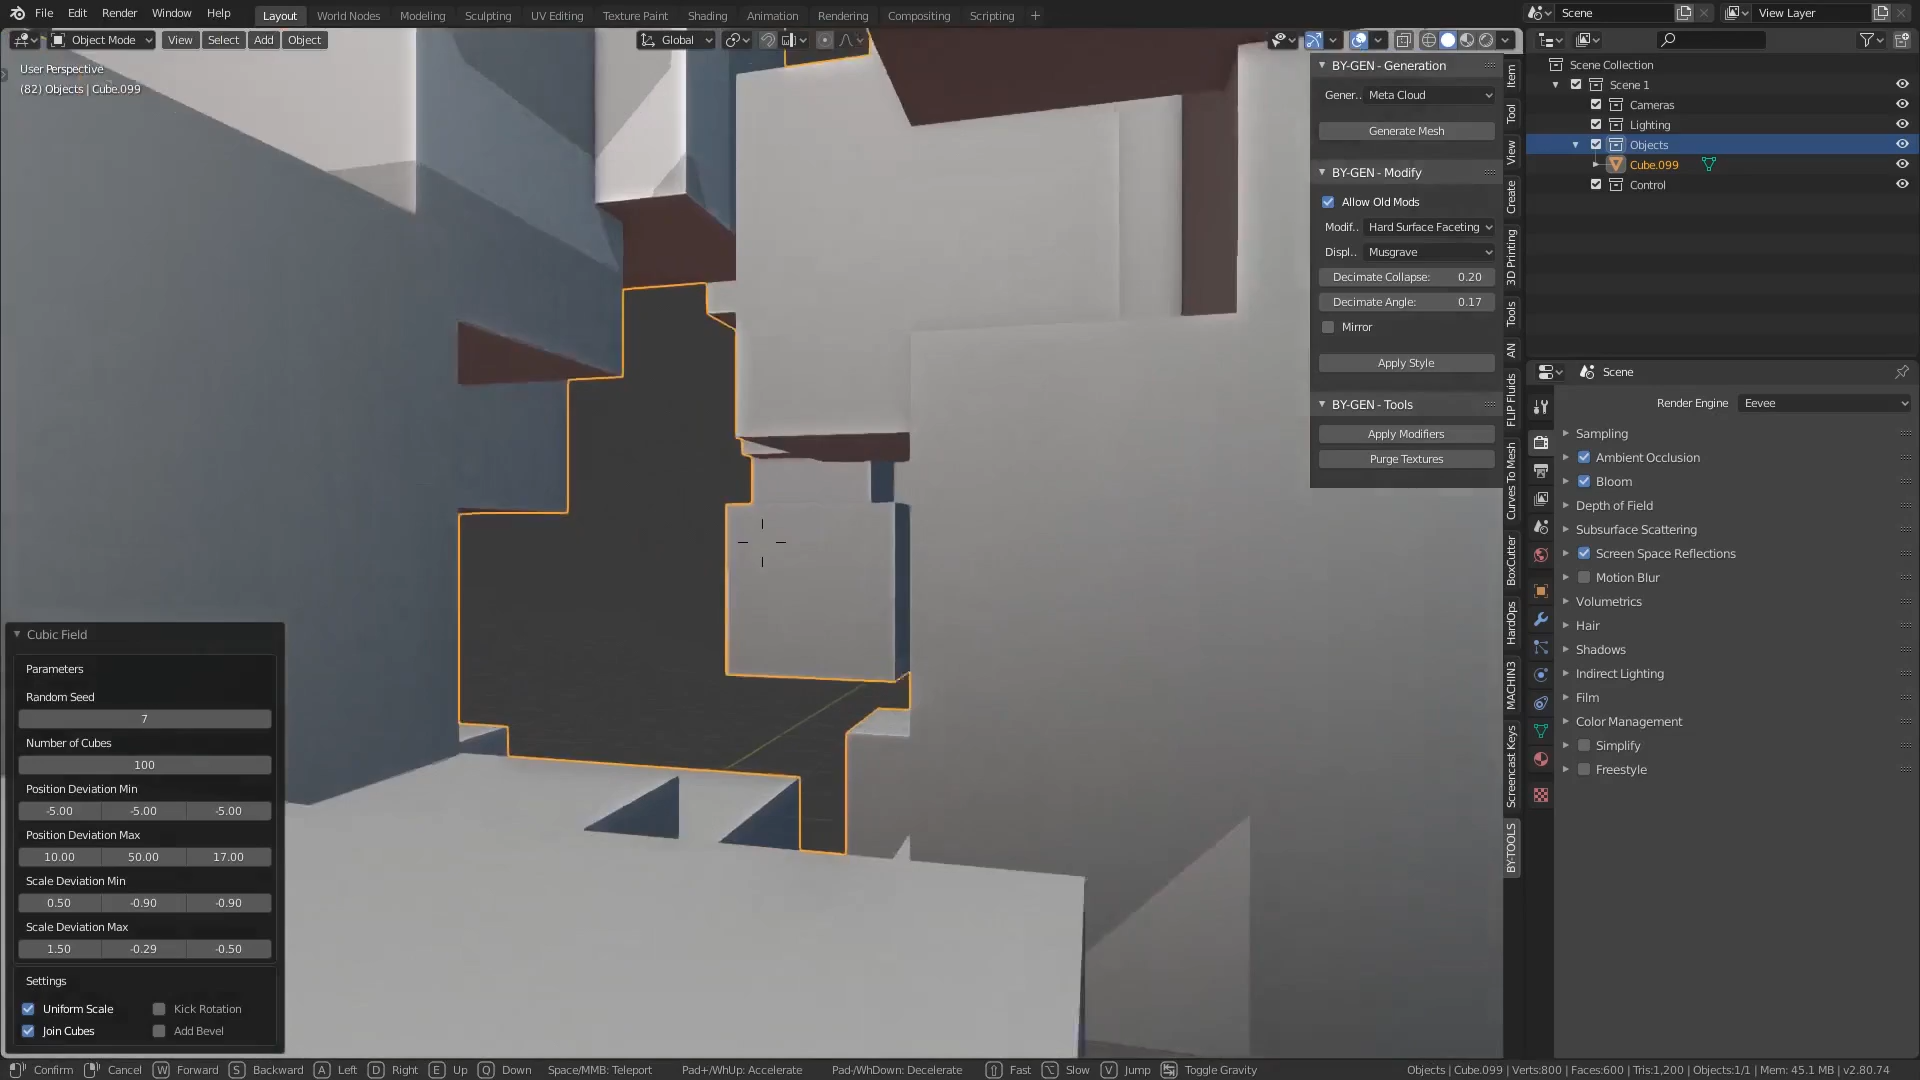 File Edit Render Window Help Layout World Nodes Modeling Sculpting UV Editing Texture Paint Shading Animation Rendering Compositing Scripting + Scene View Layer
Object Mode View Select Add Object Global
User Perspective
(82) Objects | Cube.099
BY-GEN - Generation
Gener.. Meta Cloud
Generate Mesh
BY-GEN - Modify
Allow Old Mods
Modif.. Hard Surface Faceting
Displ.. Musgrave
Decimate Collapse: 0.20
Decimate Angle: 0.17
Mirror
Apply Style
BY-GEN - Tools
Apply Modifiers
Purge Textures
Item
Tool
View
Create
3D Printing
Tools
AN
FLIP Fluids
Curves To Mesh
BoxCutter
HardOps
MACHIN3
Screencast Keys
BY-TOOLS
Scene Collection
Scene 1
Cameras
Lighting
Objects
Cube.099
Control
Scene
Render Engine Eevee
Sampling
Ambient Occlusion
Bloom
Depth of Field
Subsurface Scattering
Screen Space Reflections
Motion Blur
Volumetrics
Hair
Shadows
Indirect Lighting
Film
Color Management
Simplify
Freestyle
Cubic Field
Parameters
Random Seed
7
Number of Cubes
100
Position Deviation Min
-5.00 -5.00 -5.00
Position Deviation Max
10.00 50.00 17.00
Scale Deviation Min
0.50 -0.90 -0.90
Scale Deviation Max
1.50 -0.29 -0.50
Settings
Uniform Scale Kick Rotation
Join Cubes Add Bevel
Confirm Cancel W Forward S Backward A Left D Right E Up Q Down Space/MMB: Teleport Pad+/WhUp: Accelerate Pad-/WhDown: Decelerate Fast Slow V Jump Toggle Gravity Objects | Cube.099 | Verts:800 | Faces:600 | Tris:1,200 | Objects:1/1 | Mem: 45.1 MB | v2.80.74